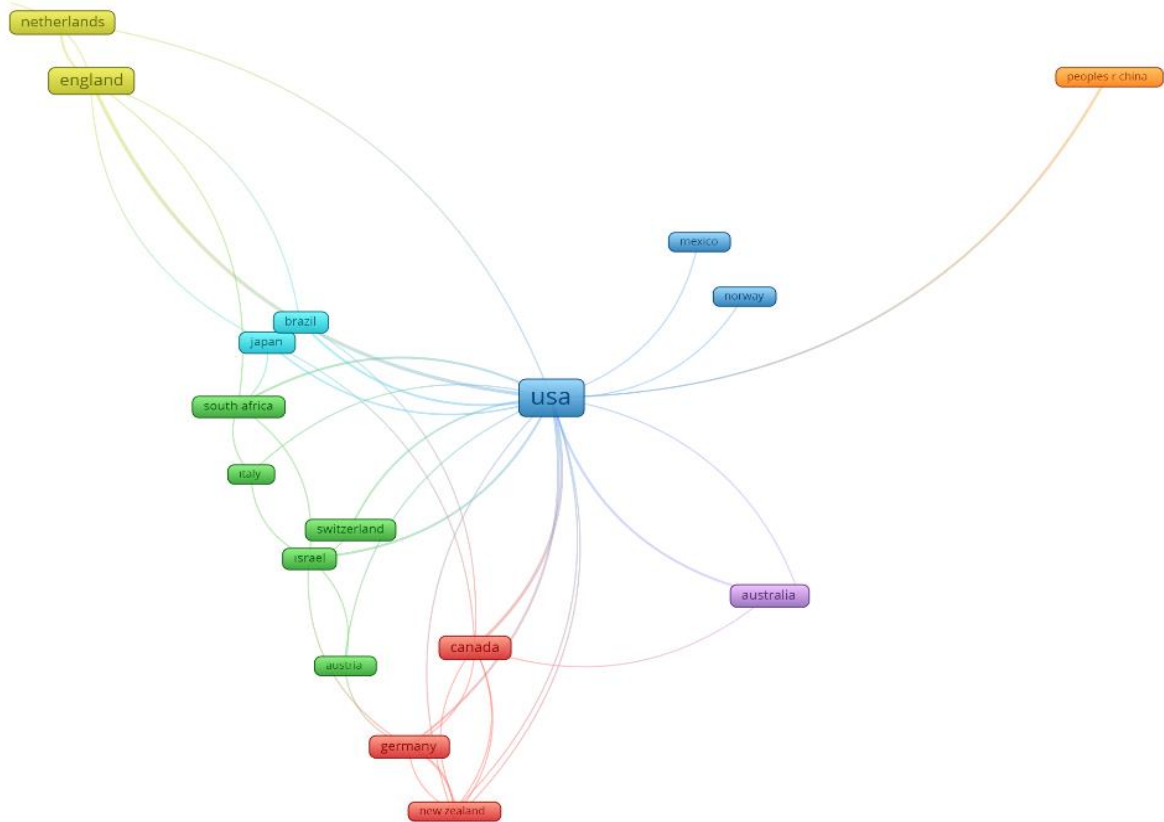 netherlands
england
peoples r china
mexico
norway
brazil
japan
usa
south africa
italy
switzerland
israel
australia
canada
austria
germany
new zealand